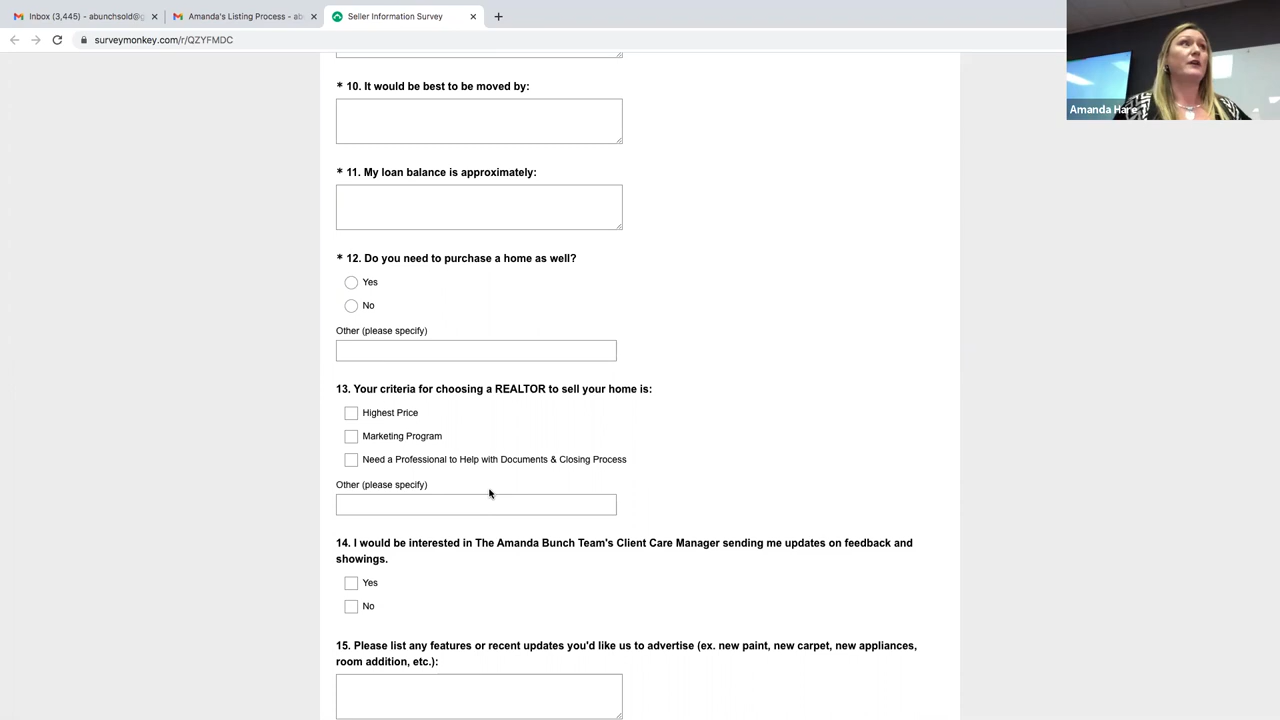 Inbox (3,445) - abunchsold@g
Amanda's Listing Process - ab
Seller Information Survey
surveymonkey.com/r/QZYFMDC
Amanda Hare
* 10. It would be best to be moved by:
* 11. My loan balance is approximately:
* 12. Do you need to purchase a home as well?
Yes
No
Other (please specify)
13. Your criteria for choosing a REALTOR to sell your home is:
Highest Price
Marketing Program
Need a Professional to Help with Documents & Closing Process
Other (please specify)
14. I would be interested in The Amanda Bunch Team's Client Care Manager sending me updates on feedback and
showings.
Yes
No
15. Please list any features or recent updates you'd like us to advertise (ex. new paint, new carpet, new appliances,
room addition, etc.):